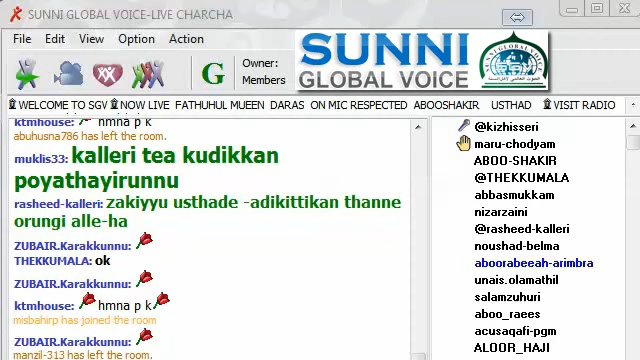 SUNNI GLOBAL VOICE-LIVE CHARCHA
File Edit View Option Action
G
Owner:
Members
SUNNI
GLOBAL VOICE
WELCOME TO SGV NOW LIVE FATHUHUL MUEEN DARAS ON MIC RESPECTED ABOOSHAKIR USTHAD VISIT RADIO
ktmhouse: hmna p k
abuhusna786 has left the room.
muklis33: kalleri tea kudikkan
poyathayirunnu
rasheed-kalleri: zakiyyu usthade -adikittikan thanne
orungi alle-ha
ZUBAIR.Karakkunnu:
THEKKUMALA: ok
ZUBAIR.Karakkunnu:
ktmhouse: hmna p k
misbahirp has joined the room
ZUBAIR.Karakkunnu:
manzil-313 has left the room.
@kizhisseri
maru-chodyam
ABOO-SHAKIR
@THEKKUMALA
abbasmukkam
nizarzaini
@rasheed-kalleri
noushad-belma
aboorabeeah-arimbra
unais.olamathil
salamzuhuri
aboo_raees
acusaqafi-pgm
ALOOR_HAJI